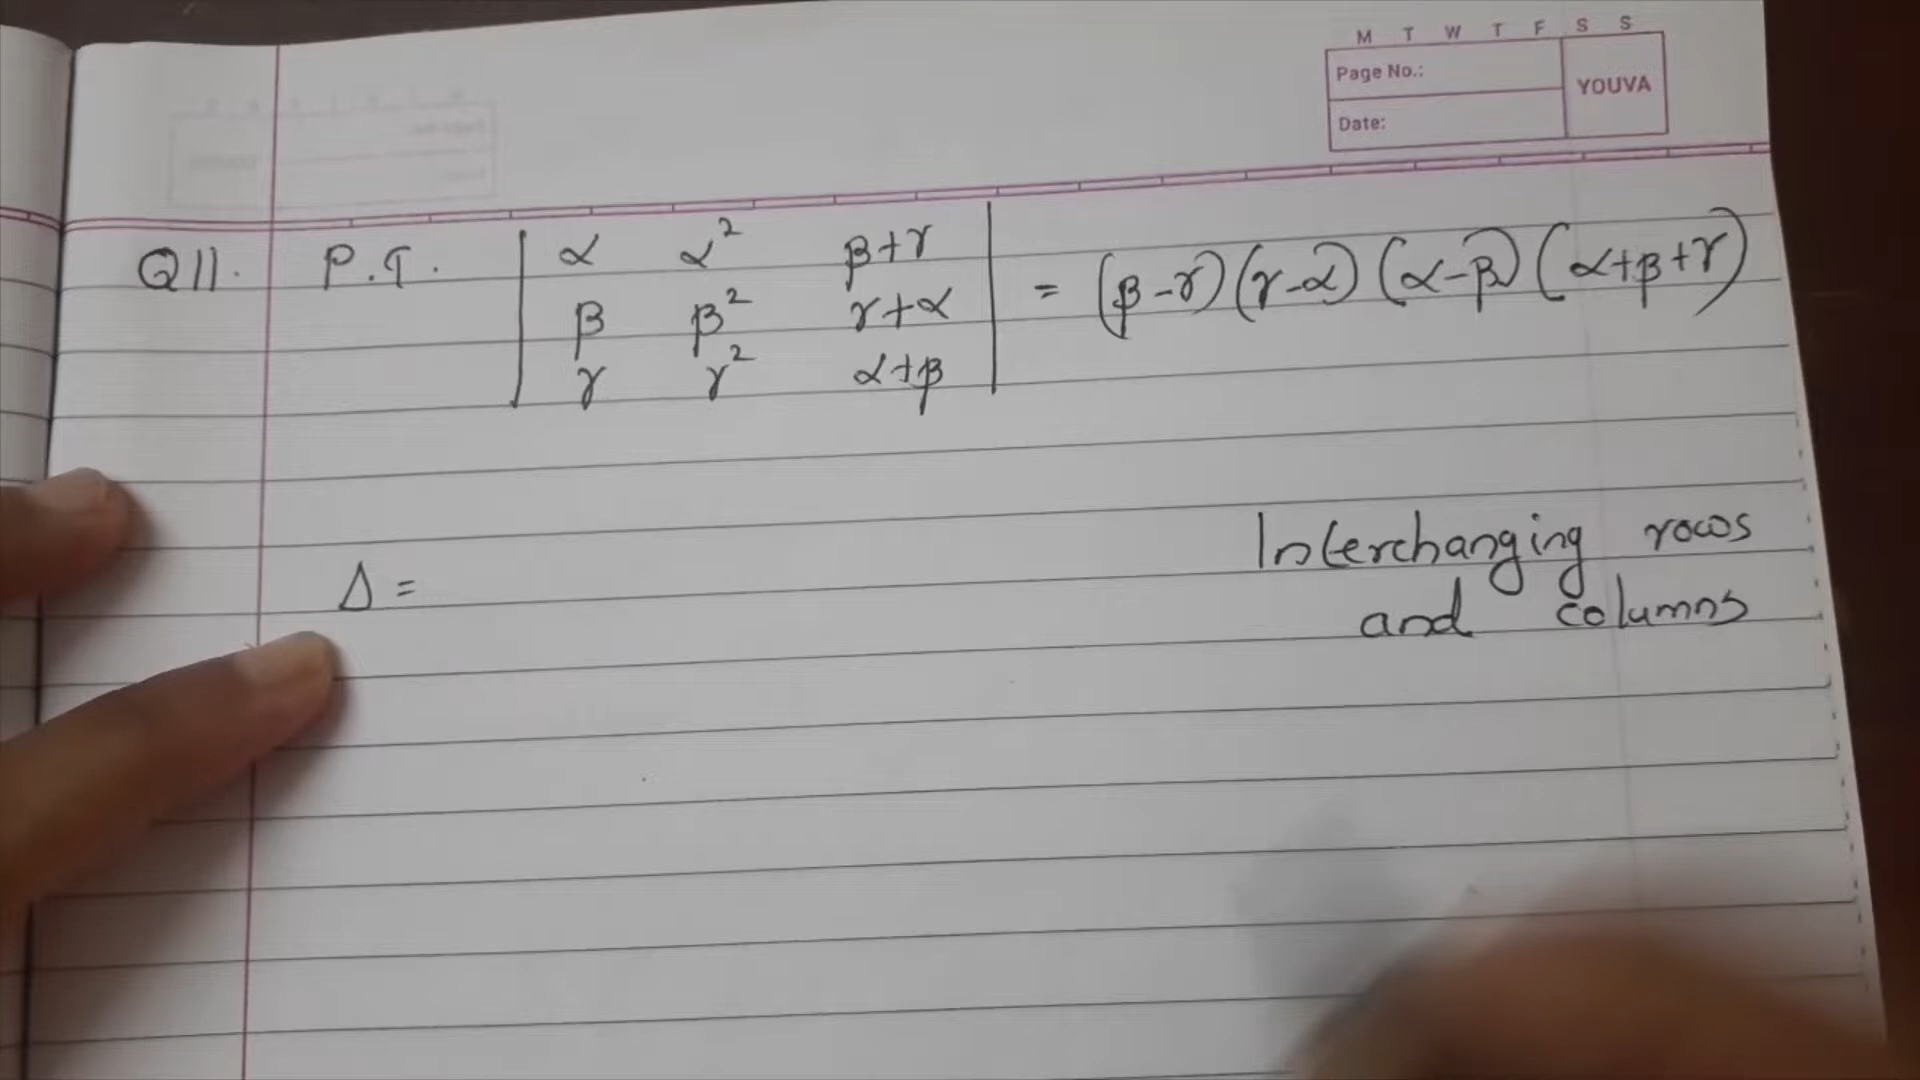 M T W T F S S
Page No.:
YOUVA
Date:
Q11. P.T. | α α² β+γ | = (β-γ)(γ-α)(α-β)(α+β+γ)
β β² γ+α
γ γ² α+β
Interchanging rows
Δ =
and columns